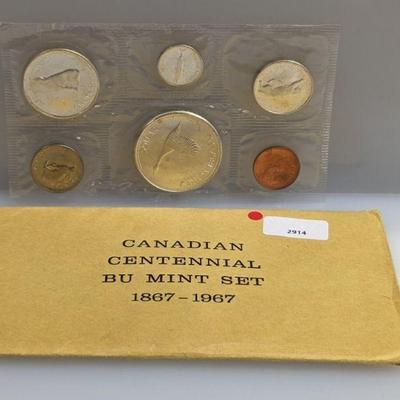 2914
CANADIAN
CENTENNIAL
BU MINT SET
1867-1967